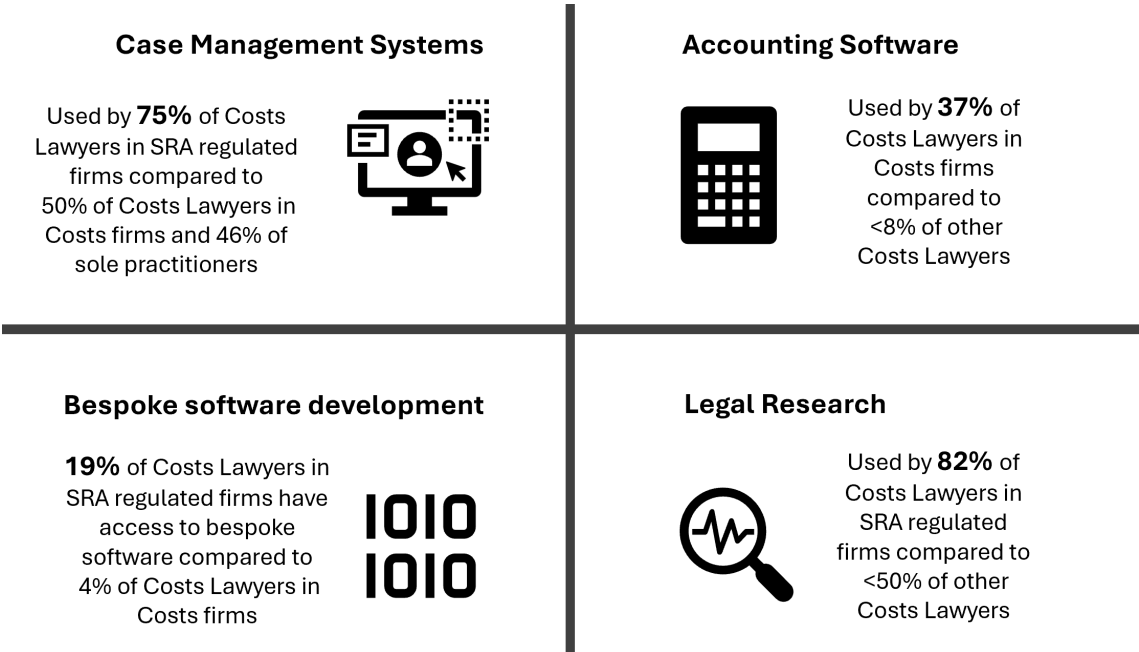 Case Management Systems
Used by 75% of Costs
Lawyers in SRA regulated
firms compared to
50% of Costs Lawyers in
Costs firms and 46% of
sole practitioners
Accounting Software
Used by 37% of
Costs Lawyers in
Costs firms
compared to
<8% of other
Costs Lawyers
Bespoke software development
19% of Costs Lawyers in
SRA regulated firms have
access to bespoke
software compared to
4% of Costs Lawyers in
Costs firms
IOIO
IOIO
Legal Research
Used by 82% of
Costs Lawyers in
SRA regulated
firms compared to
<50% of other
Costs Lawyers